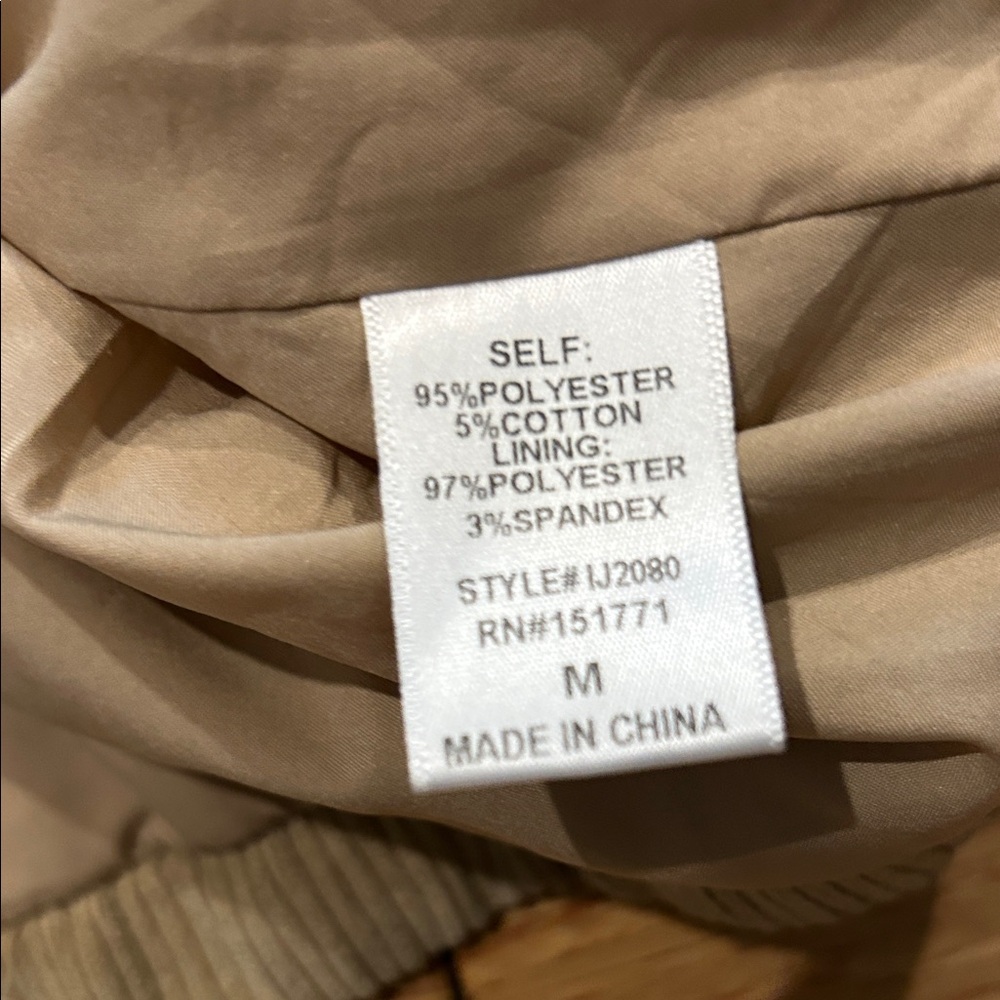 SELF:
95%POLYESTER
5%COTTON
LINING:
97%POLYESTER
3%SPANDEX
STYLE# IJ2080
RN#151771
M
MADE IN CHINA